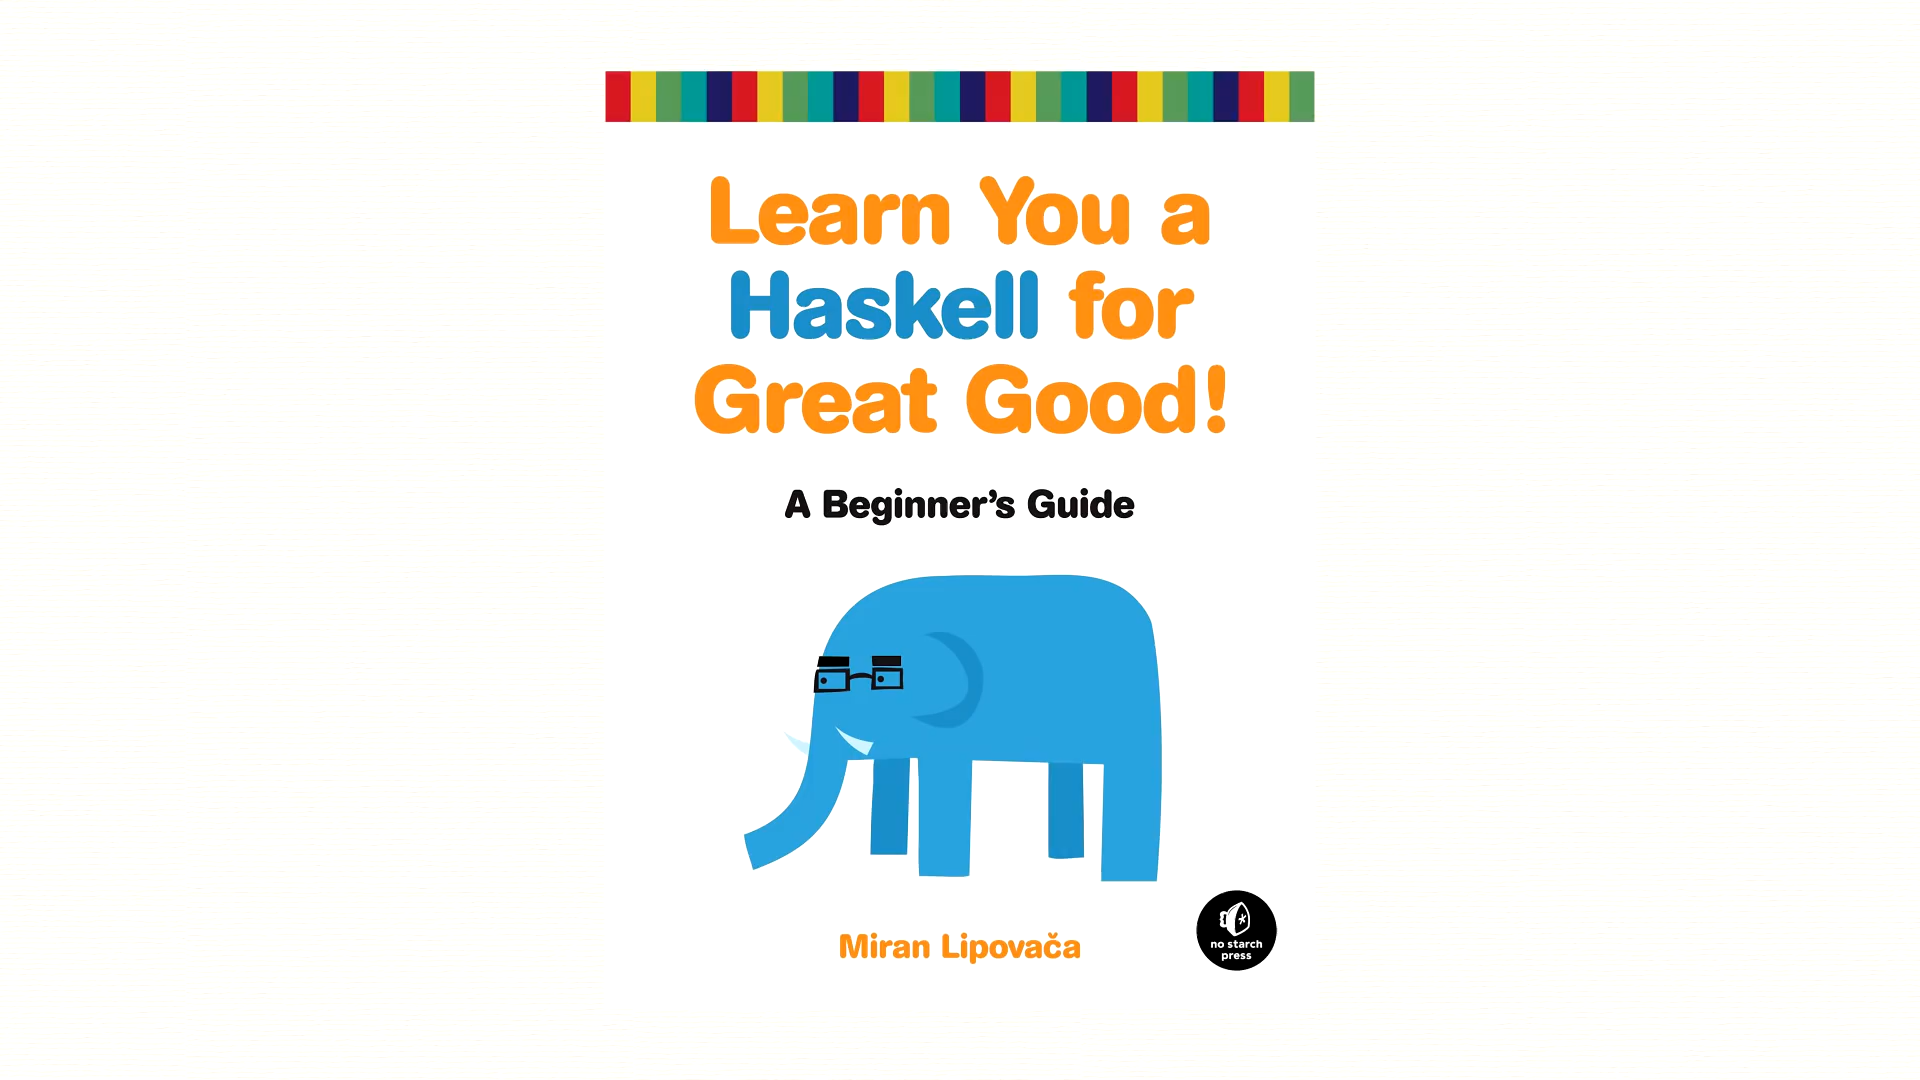 Learn You a
Haskell for
Great Good!
A Beginner’s Guide
Miran Lipovača
no starch
press